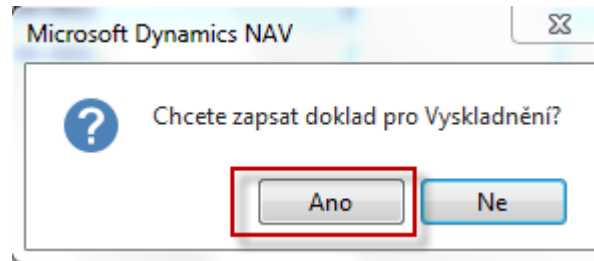 Microsoft Dynamics NAV
Chcete zapsat doklad pro Vyskladnění?
Ano
Ne